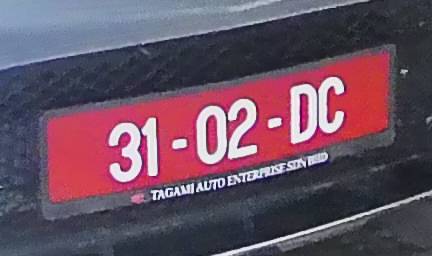 31-02-DC
TAGAMI AUTO ENTERPRISE SDN BHD